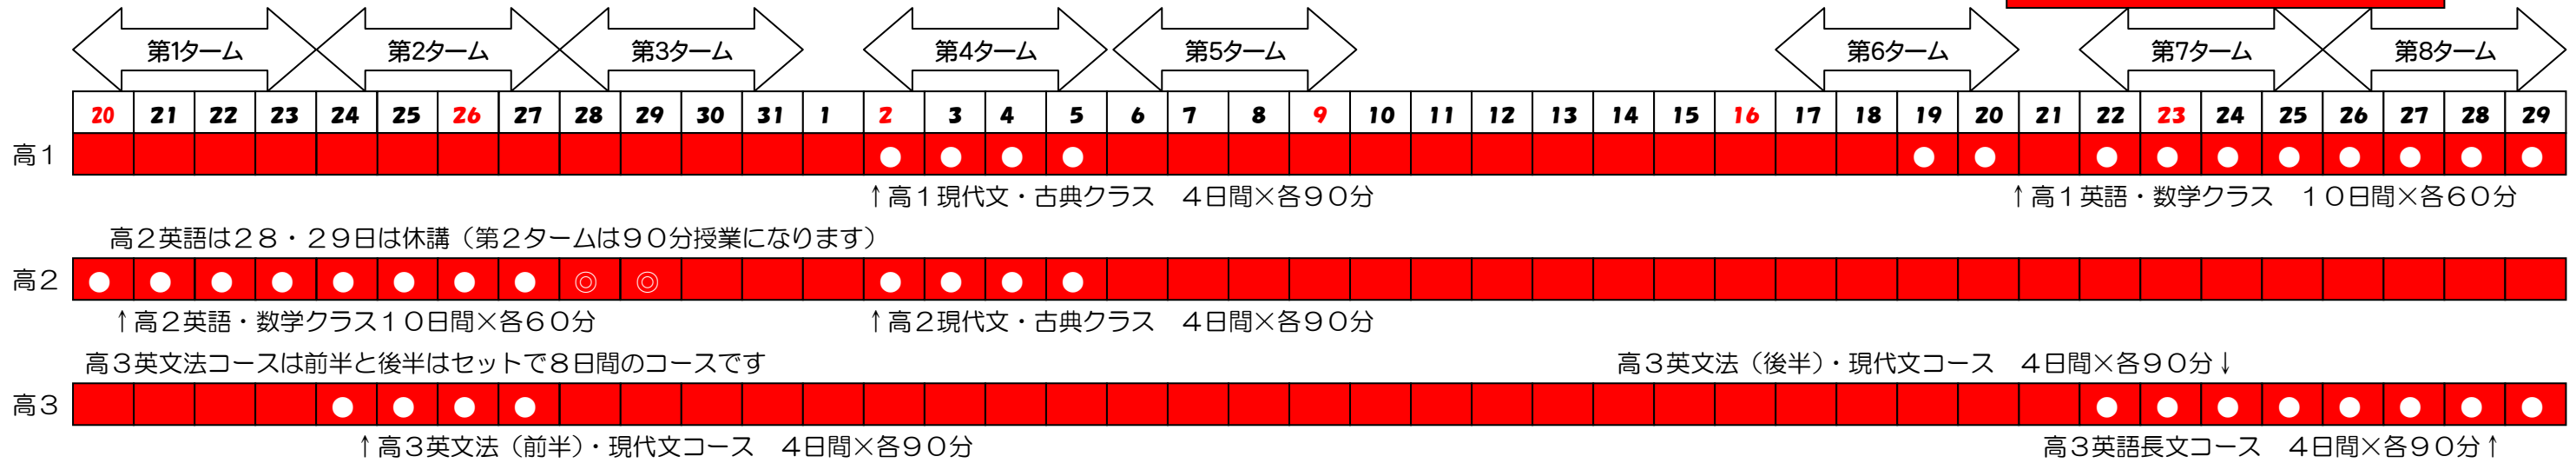 第1ターム 第2ターム 第3ターム 第4ターム 第5ターム 第6ターム 第7ターム 第8ターム
20 21 22 23 24 25 26 27 28 29 30 31 1 2 3 4 5 6 7 8 9 10 11 12 13 14 15 16 17 18 19 20 21 22 23 24 25 26 27 28 29
高1 ● ● ● ● ● ● ● ● ● ● ● ● ● ●
↑高1現代文・古典クラス 4日間×各90分 ↑高1英語・数学クラス 10日間×各60分
高2英語は28・29日は休講(第2タームは90分授業になります)
高2 ● ● ● ● ● ● ● ● ◎ ◎ ● ● ● ●
↑高2英語・数学クラス10日間×各60分 ↑高2現代文・古典クラス 4日間×各90分
高3英文法コースは前半と後半はセットで8日間のコースです 高3英文法(後半)・現代文コース 4日間×各90分↓
高3 ● ● ● ● ● ● ● ● ● ● ● ●
↑高3英文法(前半)・現代文コース 4日間×各90分 高3英語長文コース 4日間×各90分↑